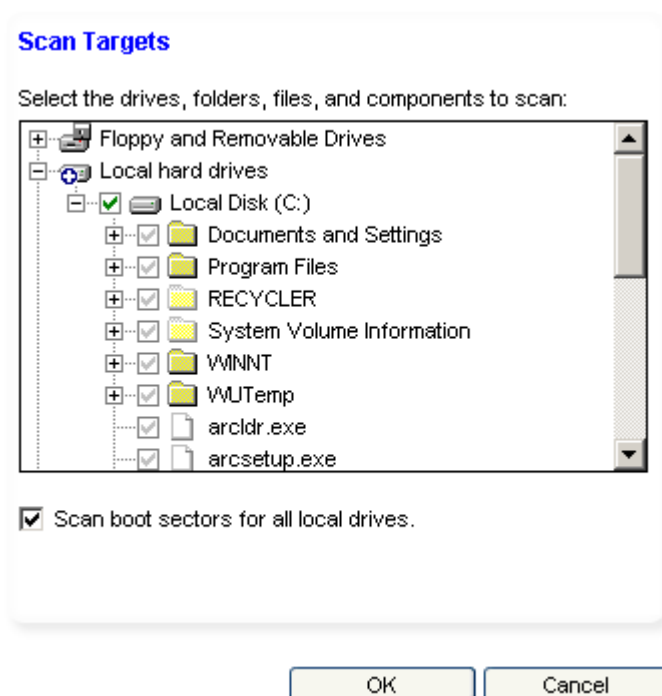 Scan Targets
Select the drives, folders, files, and components to scan:
Floppy and Removable Drives
Local hard drives
Local Disk (C:)
Documents and Settings
Program Files
RECYCLER
System Volume Information
WINNT
WUTemp
arcldr.exe
arcsetup.exe
Scan boot sectors for all local drives.
OK Cancel